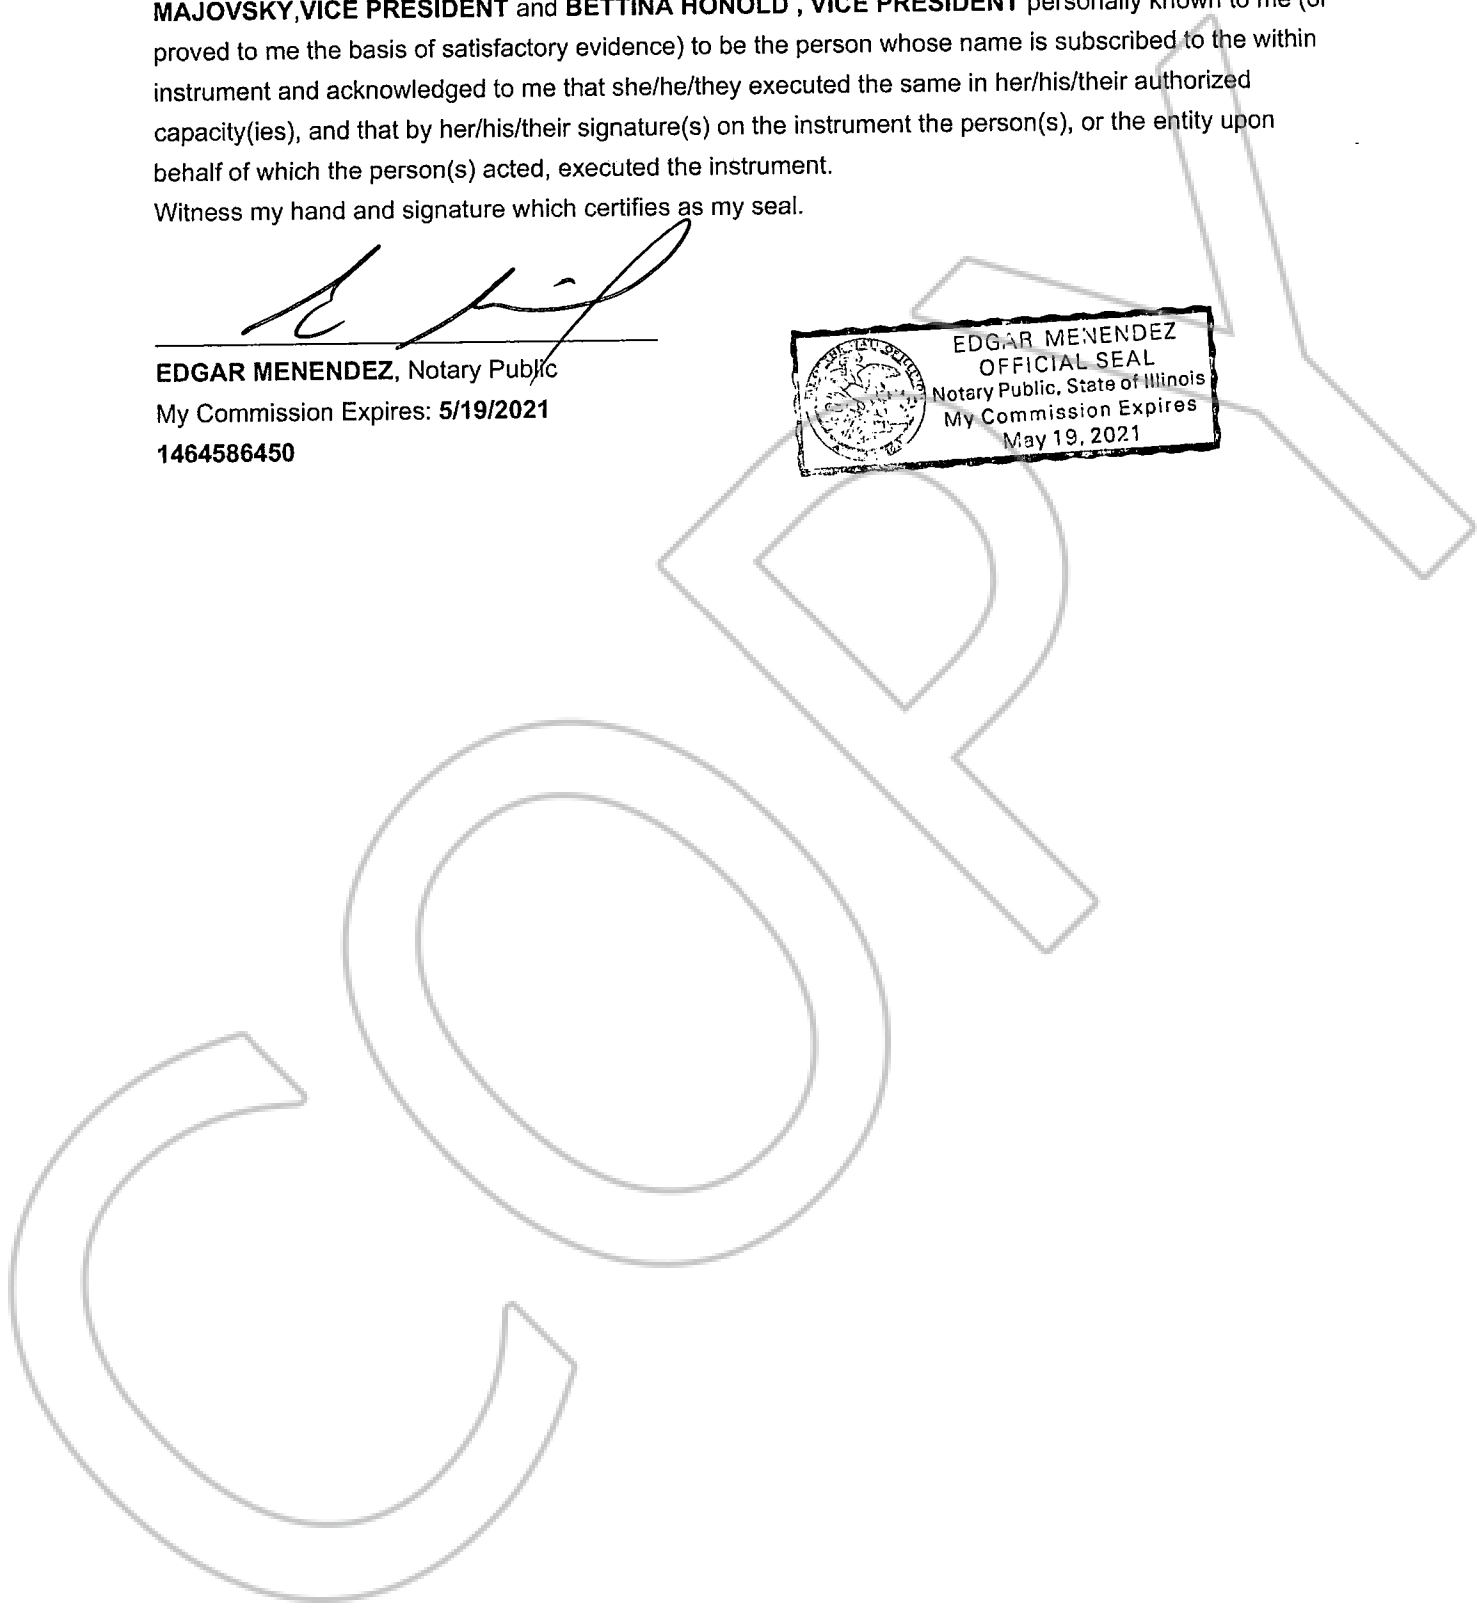 MAJOVSKY,VICE PRESIDENT and BETTINA HONOLD , VICE PRESIDENT personally known to me (or
proved to me the basis of satisfactory evidence) to be the person whose name is subscribed to the within
instrument and acknowledged to me that she/he/they executed the same in her/his/their authorized
capacity(ies), and that by her/his/their signature(s) on the instrument the person(s), or the entity upon
behalf of which the person(s) acted, executed the instrument.
Witness my hand and signature which certifies as my seal.
EDGAR MENENDEZ, Notary Public
My Commission Expires: 5/19/2021
1464586450
EDGAR MENENDEZ
OFFICIAL SEAL
Notary Public, State of Illinois
My Commission Expires
May 19, 2021
COPY